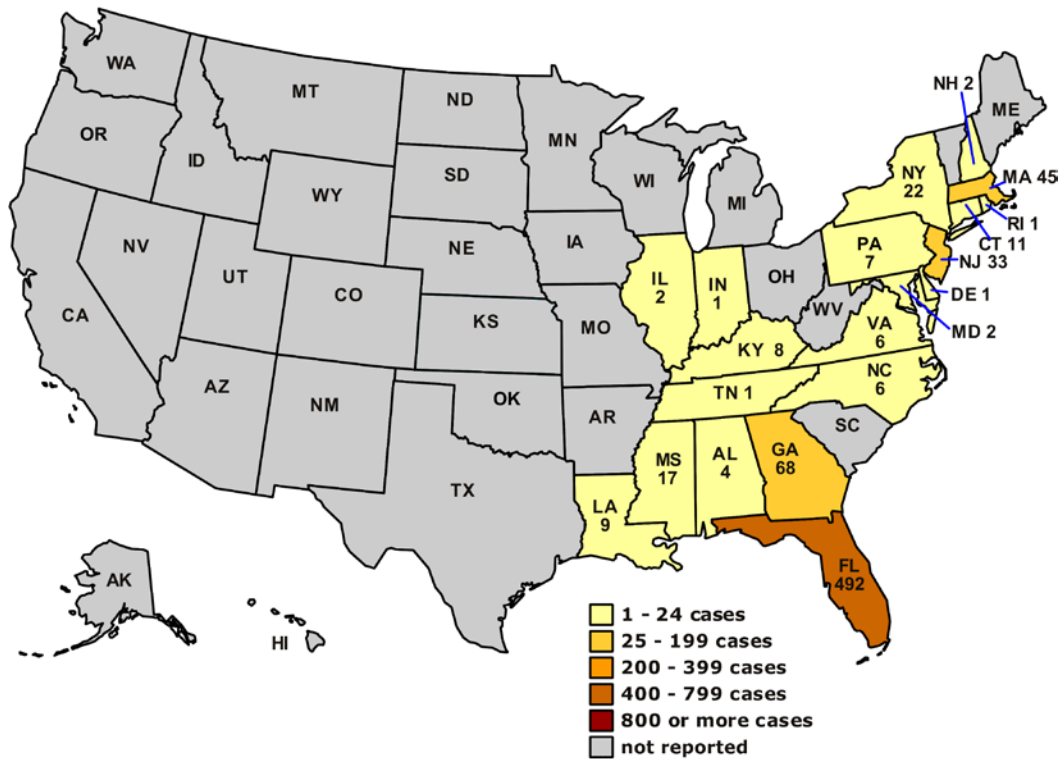 WA
MT
ND
MN
NH 2
ME
OR
ID
SD
WI
MI
NY
22
MA 45
WY
RI 1
CT 11
NV
NE
IA
PA
7
NJ 33
UT
IL
2
IN
1
OH
DE 1
CO
WV
MD 2
CA
KS
MO
VA
6
KY 8
AZ
NM
OK
TN 1
NC
6
AR
SC
MS
17
AL
4
GA
68
TX
LA
9
FL
492
AK
HI
1 - 24 cases
25 - 199 cases
200 - 399 cases
400 - 799 cases
800 or more cases
not reported